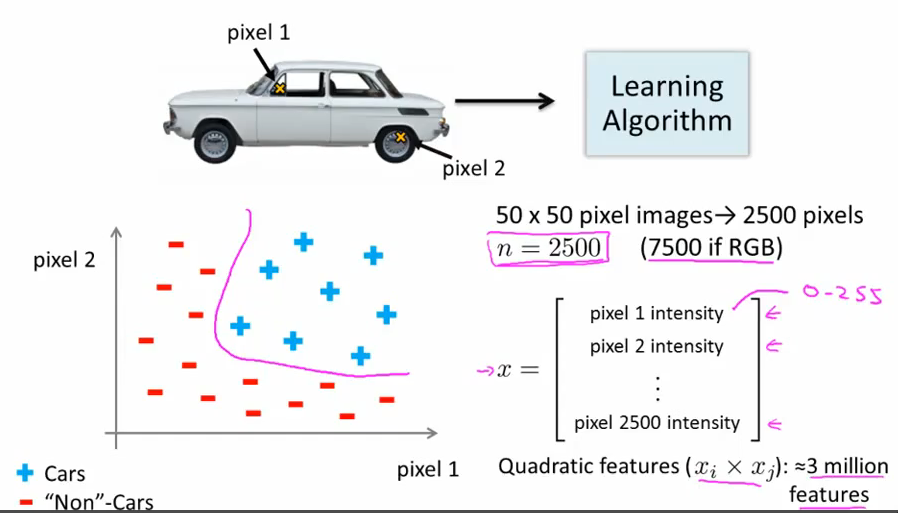 pixel 1
Learning
Algorithm
pixel 2
50 x 50 pixel images→ 2500 pixels
n = 2500 (7500 if RGB)
pixel 2
0-255
pixel 1 intensity
pixel 2 intensity
x =
⋮
pixel 2500 intensity
pixel 1
Quadratic features (xᵢ × xⱼ): ≈3 million
features
+ Cars
- “Non”-Cars